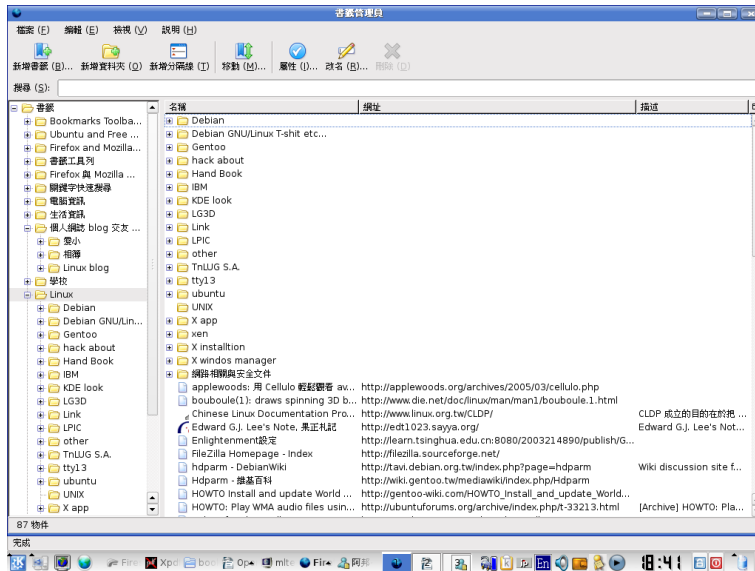 書籤管理員
檔案 (F) 編輯 (E) 檢視 (V) 說明 (H)
新增書籤 (B)... 新增資料夾 (O) 新增分隔線 (T) 移動 (M)... 屬性 (I)... 改名 (R)... 刪除 (D)
搜尋 (S):
書籤
Bookmarks Toolba...
Ubuntu and Free ...
Firefox and Mozilla...
書籤工具列
Firefox 與 Mozilla ...
關鍵字快速搜尋
電腦資訊
生活資訊
個人網誌 blog 交友 ...
愛小
相簿
Linux blog
學校
Linux
Debian
Debian GNU/Lin...
Gentoo
hack about
Hand Book
IBM
KDE look
LG3D
Link
LPIC
other
TnLUG S.A.
tty13
ubuntu
UNIX
X app
名稱 網址 描述
Debian
Debian GNU/Linux T-shit etc...
Gentoo
hack about
Hand Book
IBM
KDE look
LG3D
Link
LPIC
other
TnLUG S.A.
tty13
ubuntu
UNIX
X app
xen
X installtion
X windos manager
網路相關與安全文件
applewoods: 用 Cellulo 輕鬆觀看 av... http://applewoods.org/archives/2005/03/cellulo.php
bouboule(1): draws spinning 3D b... http://www.die.net/doc/linux/man/man1/bouboule.1.html
Chinese Linux Documentation Pro... http://www.linux.org.tw/CLDP/ CLDP 成立的目的在於把 ...
Edward G.J. Lee's Note, 果正札記 http://edt1023.sayya.org/ Edward G.J. Lee's Not...
Enlightenment設定 http://learn.tsinghua.edu.cn:8080/2003214890/publish/G...
FileZilla Homepage - Index http://filezilla.sourceforge.net/
hdparm - DebianWiki http://tavi.debian.org.tw/index.php?page=hdparm Wiki discussion site f...
Hdparm - 維基百科 http://wiki.gentoo.tw/mediawiki/index.php/Hdparm
HOWTO Install and update World ... http://gentoo-wiki.com/HOWTO_Install_and_update_World...
HOWTO: Play WMA audio files usin... http://ubuntuforums.org/archive/index.php/t-33213.html [Archive] HOWTO: Pla...
87 物件
完成
Fire Xpd boo Ope mlte Fire 阿邦 En 18:41